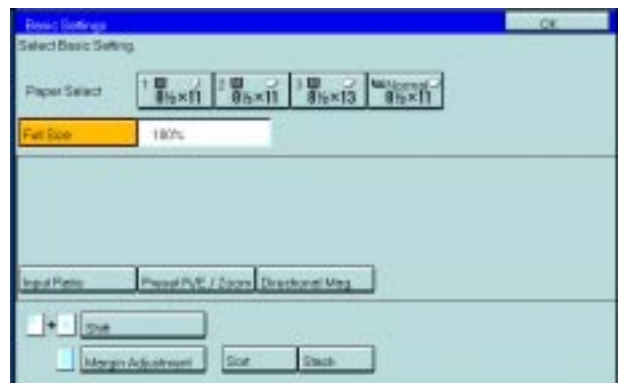 Basic Settings OK
Select Basic Setting.
Paper Select 1 8½×11 2 8½×11 3 8½×13 Normal 8½×11
Full Size 100%
Input Ratio Preset R/E / Zoom Directional Mag.
+ Shift
Margin Adjustment Sort Stack